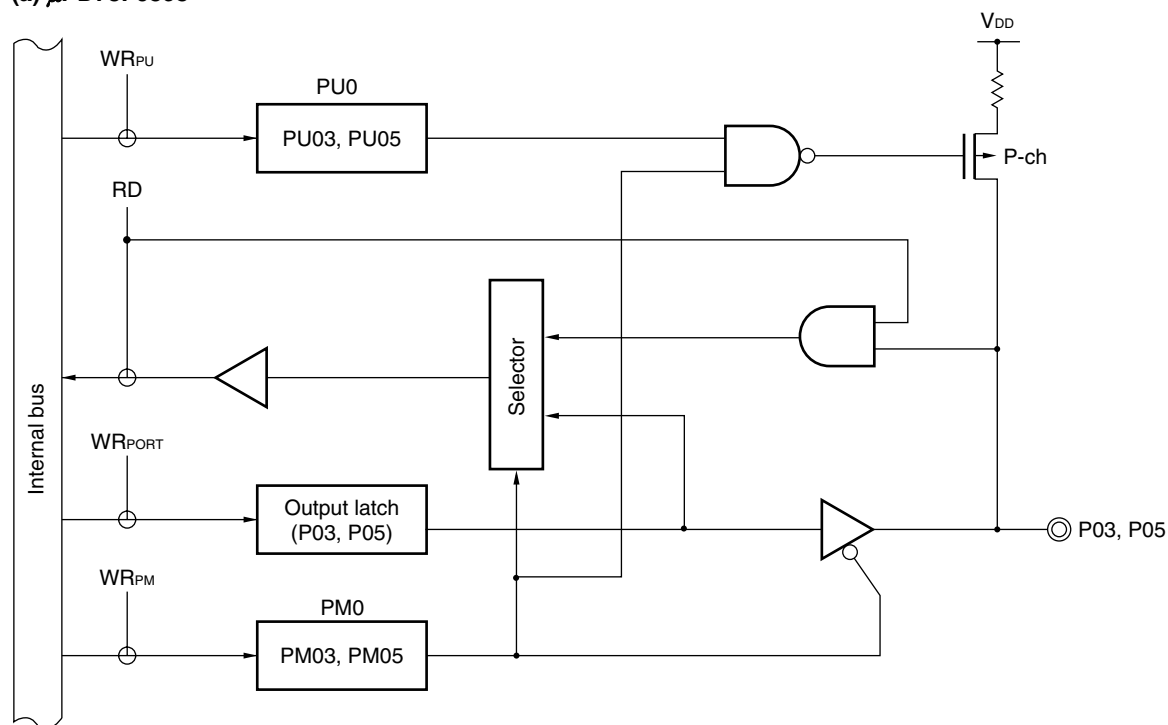 VDD
WRPU
PU0
PU03, PU05
P-ch
RD
Selector
Internal bus
WRPORT
Output latch
(P03, P05)
P03, P05
WRPM
PM0
PM03, PM05